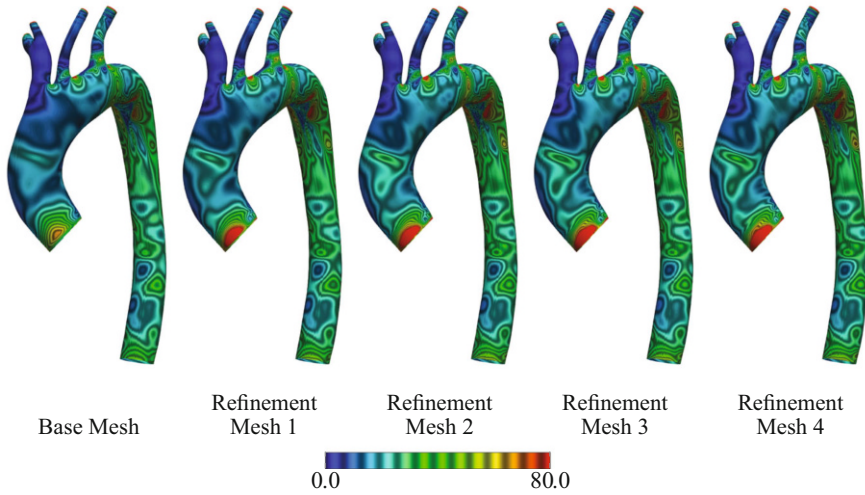 Base Mesh
Refinement
Mesh 1
Refinement
Mesh 2
Refinement
Mesh 3
Refinement
Mesh 4
0.0
80.0